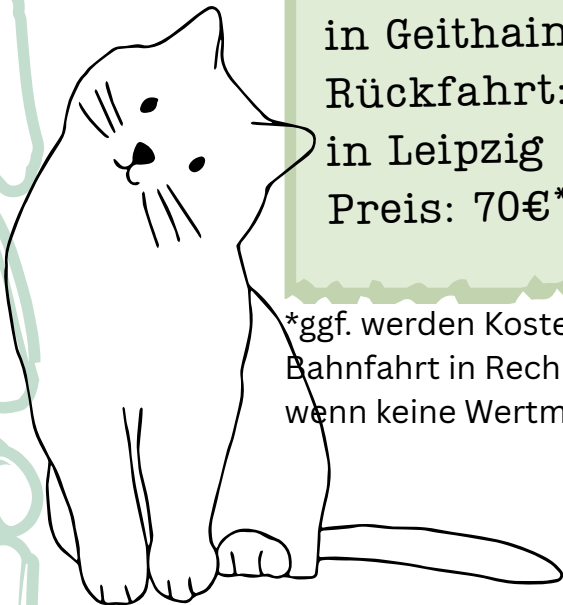 in Geithain
Rückfahrt:
in Leipzig
Preis: 70€*
*ggf. werden Koste
Bahnfahrt in Rech
wenn keine Wertm